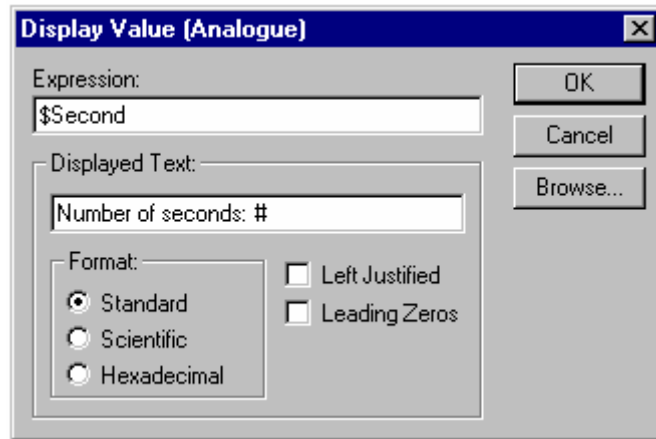 Display Value (Analogue)
Expression:
$Second
OK
Cancel
Browse...
Displayed Text:
Number of seconds: #
Format:
Standard
Scientific
Hexadecimal
Left Justified
Leading Zeros